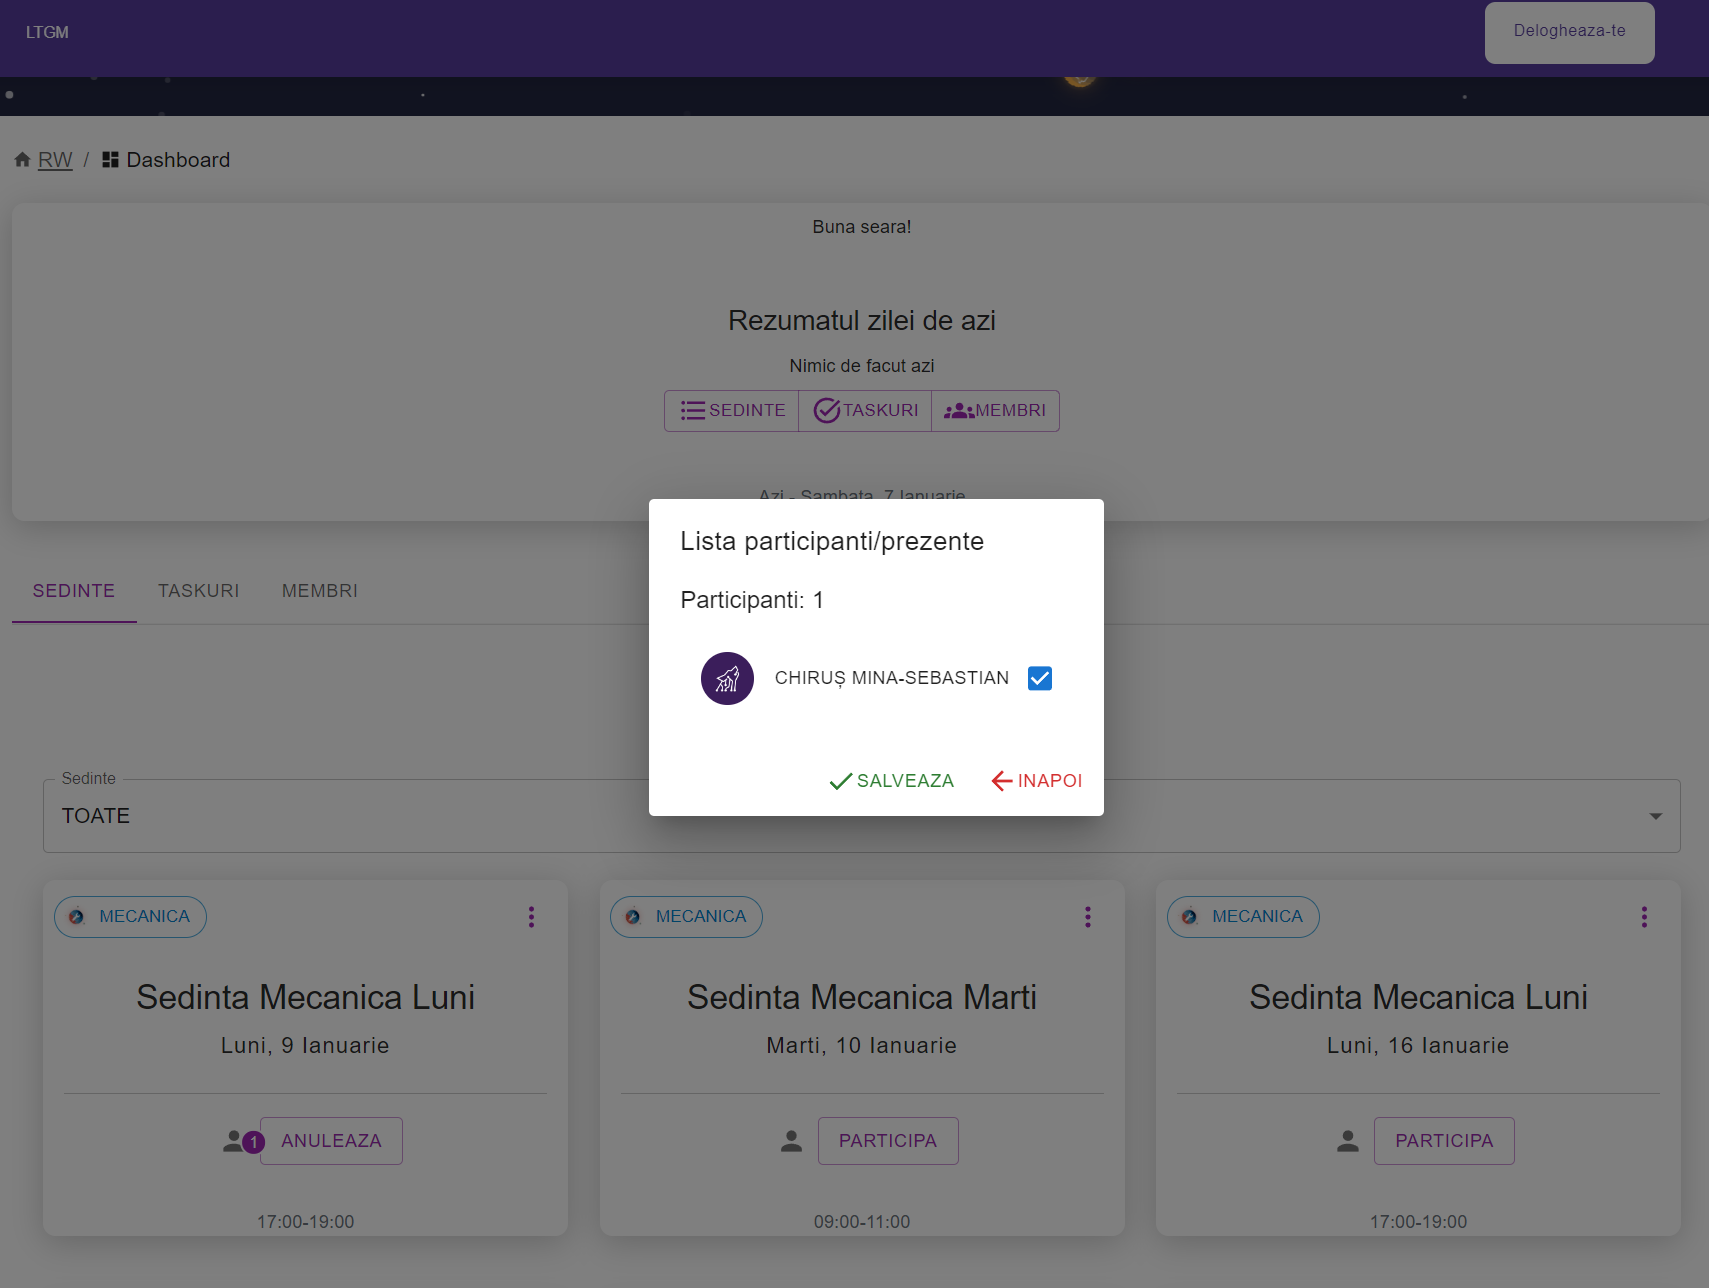 LTGM
Delogheaza-te
RW / Dashboard
Buna seara!
Rezumatul zilei de azi
Nimic de facut azi
SEDINTE TASKURI MEMBRI
Azi - Sambata, 7 Ianuarie
Lista participanti/prezente
Participanti: 1
CHIRUȘ MINA-SEBASTIAN
SALVEAZA INAPOI
SEDINTE TASKURI MEMBRI
Sedinte
TOATE
MECANICA
Sedinta Mecanica Luni
Luni, 9 Ianuarie
1 ANULEAZA
17:00-19:00
MECANICA
Sedinta Mecanica Marti
Marti, 10 Ianuarie
PARTICIPA
09:00-11:00
MECANICA
Sedinta Mecanica Luni
Luni, 16 Ianuarie
PARTICIPA
17:00-19:00